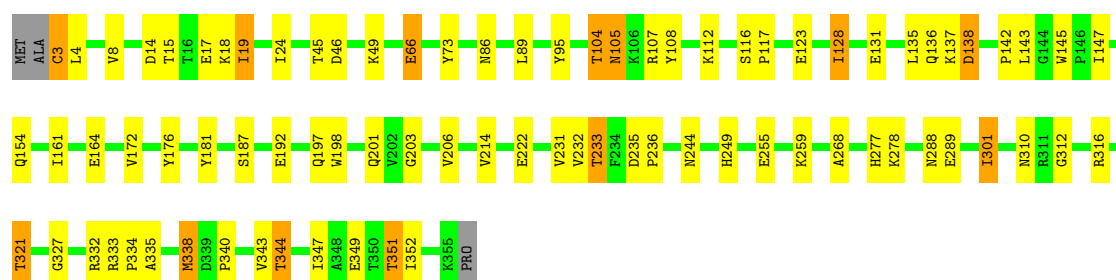 MET ALA C3 L4 V8 D14 T15 T16 E17 K18 I19 I24 T45 D46 K49 E66 Y73 N86 L89 Y95 T104 N105 K106 R107 Y108 K112 S116 P117 E123 I128 E131 L135 Q136 K137 D138 P142 L143 G144 W145 P146 I147
Q154 I161 E164 V172 Y176 Y181 S187 E192 Q197 W198 Q201 V202 G203 V206 V214 E222 V231 V232 T233 F234 D235 P236 N244 H249 E255 K259 A268 H277 K278 N288 E289 I301 N310 R311 G312 R316
T321 G327 R332 R333 P334 A335 M338 D339 P340 V343 T344 I347 A348 E349 T350 T351 I352 K355 PRO